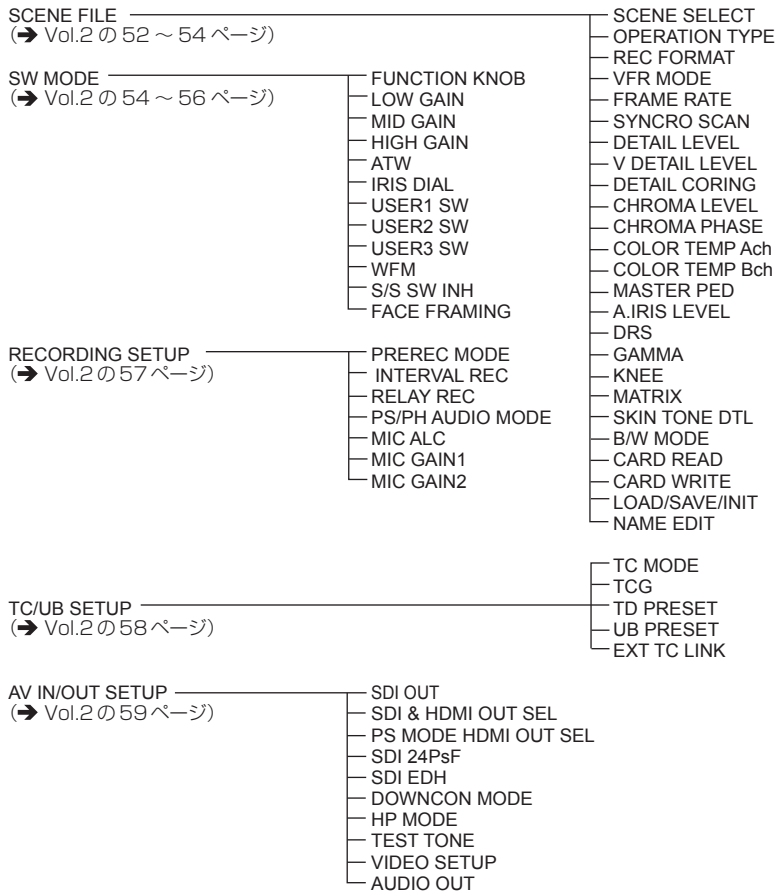 SCENE FILE
(➔ Vol.2 の 52 ～ 54 ページ)
SCENE SELECT
OPERATION TYPE
REC FORMAT
VFR MODE
FRAME RATE
SYNCRO SCAN
DETAIL LEVEL
V DETAIL LEVEL
DETAIL CORING
CHROMA LEVEL
CHROMA PHASE
COLOR TEMP Ach
COLOR TEMP Bch
MASTER PED
A.IRIS LEVEL
DRS
GAMMA
KNEE
MATRIX
SKIN TONE DTL
B/W MODE
CARD READ
CARD WRITE
LOAD/SAVE/INIT
NAME EDIT
SW MODE
(➔ Vol.2 の 54 ～ 56 ページ)
FUNCTION KNOB
LOW GAIN
MID GAIN
HIGH GAIN
ATW
IRIS DIAL
USER1 SW
USER2 SW
USER3 SW
WFM
S/S SW INH
FACE FRAMING
RECORDING SETUP
(➔ Vol.2 の 57 ページ)
PREREC MODE
INTERVAL REC
RELAY REC
PS/PH AUDIO MODE
MIC ALC
MIC GAIN1
MIC GAIN2
TC/UB SETUP
(➔ Vol.2 の 58 ページ)
TC MODE
TCG
TD PRESET
UB PRESET
EXT TC LINK
AV IN/OUT SETUP
(➔ Vol.2 の 59 ページ)
SDI OUT
SDI & HDMI OUT SEL
PS MODE HDMI OUT SEL
SDI 24PsF
SDI EDH
DOWNCON MODE
HP MODE
TEST TONE
VIDEO SETUP
AUDIO OUT